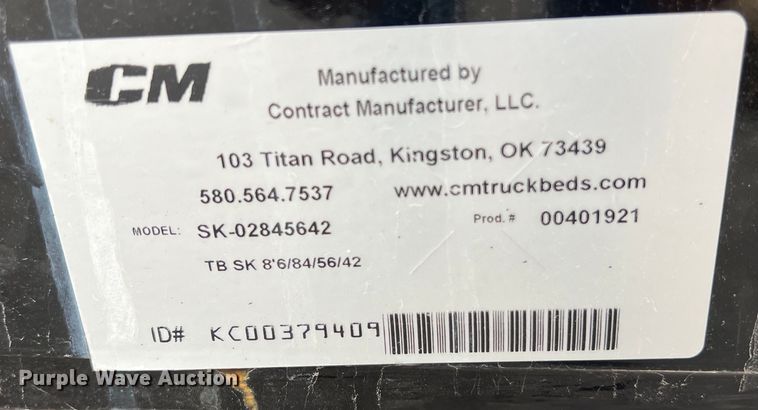 CM
Manufactured by
Contract Manufacturer, LLC.
103 Titan Road, Kingston, OK 73439
580.564.7537 www.cmtruckbeds.com
MODEL: SK-02845642 Prod. # 00401921
TB SK 8'6/84/56/42
ID# KC00379409
Purple Wave Auction